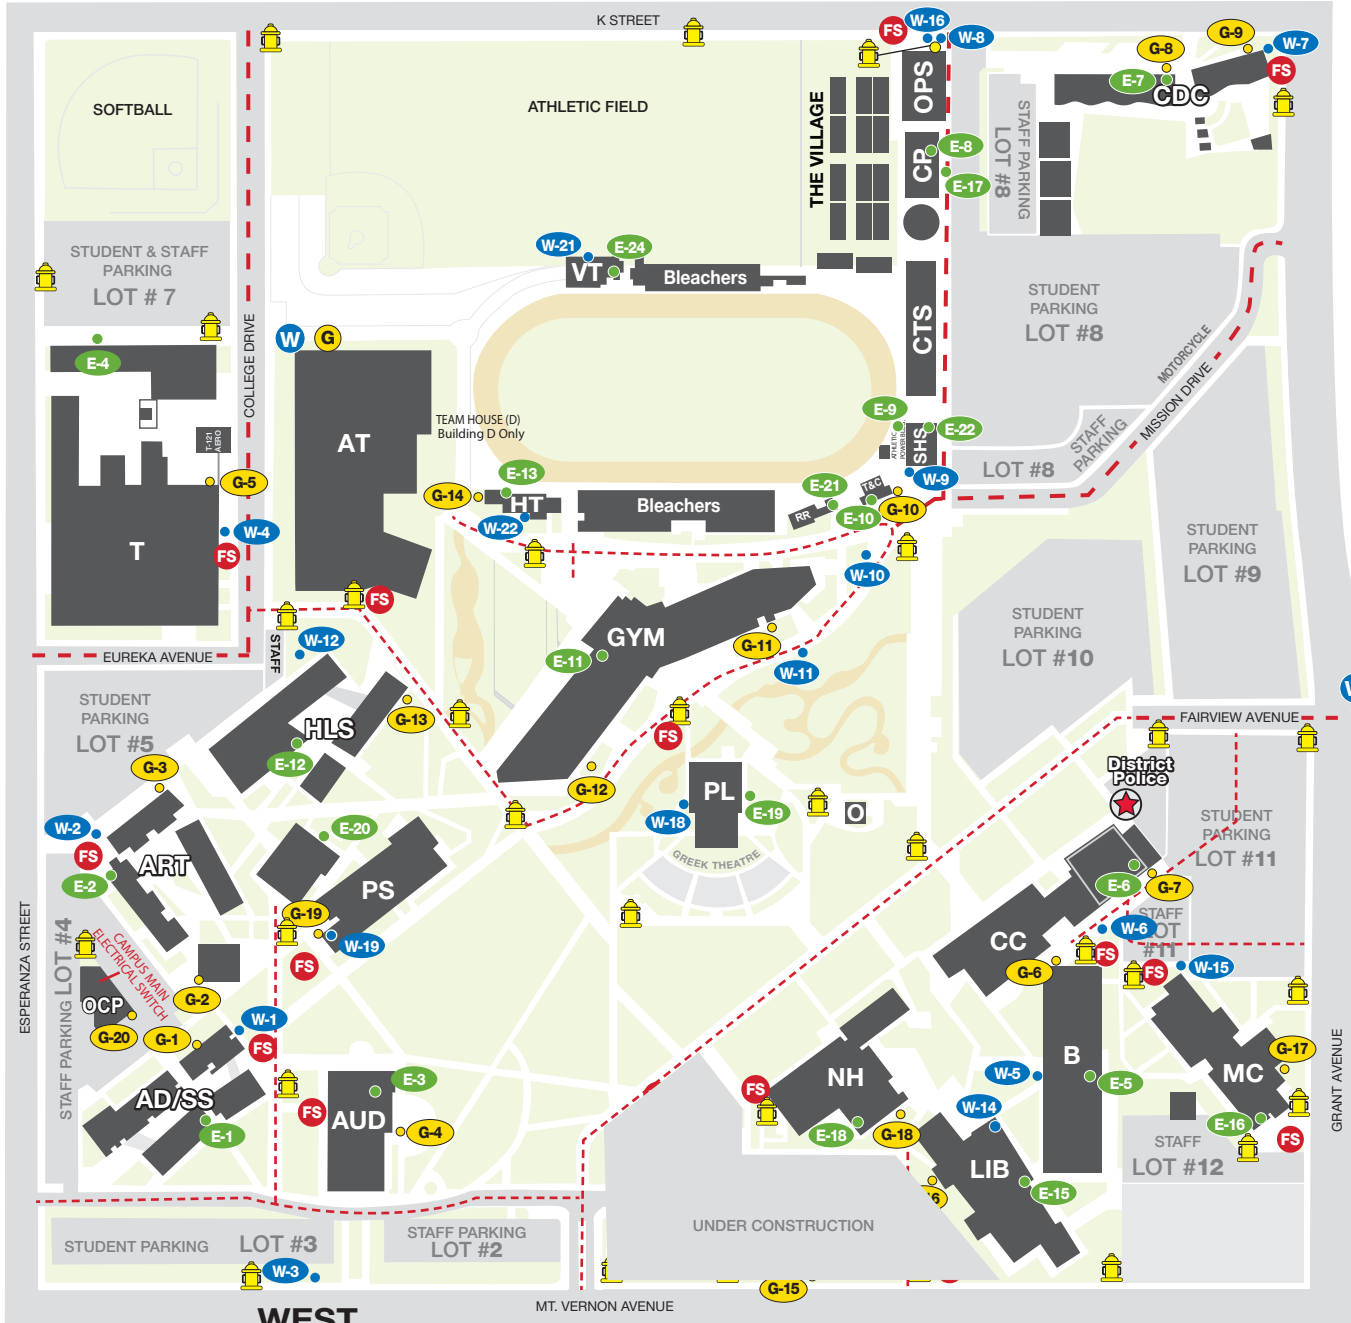 K STREET
FS
W-16
W-8
G-9
W-7
G-8
FS
E-7
CDC
SOFTBALL
ATHLETIC FIELD
THE VILLAGE
OPS
CP
E-8
E-17
STAFF PARKING
LOT #8
STUDENT & STAFF
PARKING
LOT # 7
W-21
E-24
VT
Bleachers
STUDENT
PARKING
LOT #8
CTS
COLLEGE DRIVE
W
G
E-4
MOTORCYCLE
MISSION DRIVE
TEAM HOUSE (D)
Building D Only
AT
E-9
E-22
SHS
STAFF
PARKING
LOT #8
T-121
AERO
G-5
G-14
E-13
HT
W-22
Bleachers
E-21
RR
T&C
E-10
G-10
W-9
T
W-4
FS
STUDENT
PARKING
LOT #9
W-10
FS
STUDENT
PARKING
LOT #10
W-12
STAFF
EUREKA AVENUE
GYM
E-11
G-11
W-11
STUDENT
PARKING
LOT #5
HLS
G-13
E-12
FS
FAIRVIEW AVENUE
G-3
G-12
District
Police
PL
W-18
E-19
O
GREEK THEATRE
STUDENT
PARKING
LOT #11
W-2
FS
E-2
ART
E-20
PS
E-6
G-7
G-19
W-19
FS
STAFF
LOT
#11
W-6
CC
G-6
FS
FS
W-15
ESPERANZA STREET
STAFF PARKING LOT #4
CAMPUS MAIN
ELECTRICAL SWITCH
OCP
G-2
G-20
G-1
W-1
FS
AD/SS
E-1
E-3
FS
AUD
G-4
NH
FS
E-18
G-18
W-5
B
E-5
W-14
LIB
E-15
G-17
MC
E-16
FS
GRANT AVENUE
STAFF
LOT #12
STUDENT PARKING
LOT #3
STAFF PARKING
LOT #2
W-3
UNDER CONSTRUCTION
G-15
MT. VERNON AVENUE
WEST